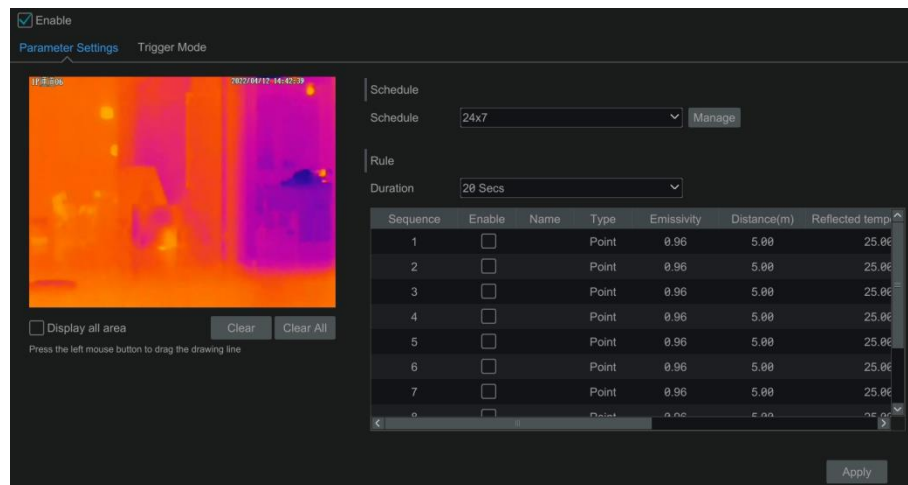 Enable
Parameter Settings Trigger Mode
2022/04/12 14:42:39
Schedule
Schedule 24x7 Manage
Rule
Duration 20 Secs
Sequence Enable Name Type Emissivity Distance(m) Reflected temp
1 Point 0.96 5.00 25.00
2 Point 0.96 5.00 25.00
3 Point 0.96 5.00 25.00
4 Point 0.96 5.00 25.00
5 Point 0.96 5.00 25.00
6 Point 0.96 5.00 25.00
7 Point 0.96 5.00 25.00
Display all area Clear Clear All
Press the left mouse button to drag the drawing line
Apply